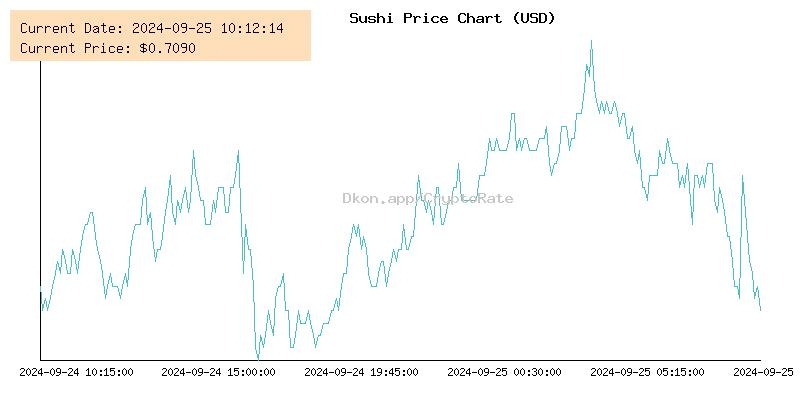 Sushi Price Chart (USD)
Current Date: 2024-09-25 10:12:14
Current Price: $0.7090
Dkon.app/CryptoRate
2024-09-24 10:15:00 2024-09-24 15:00:00 2024-09-24 19:45:00 2024-09-25 00:30:00 2024-09-25 05:15:00 2024-09-25